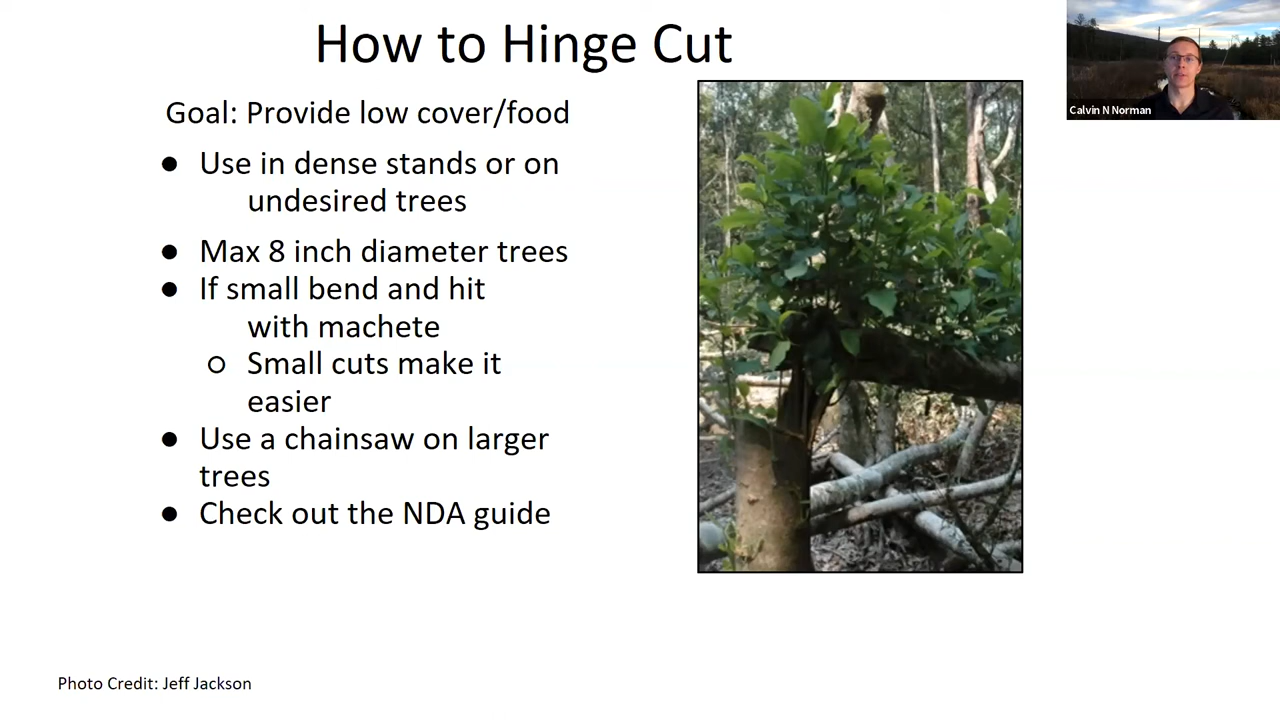 How to Hinge Cut
Calvin N Norman
Goal: Provide low cover/food
● Use in dense stands or on
undesired trees
● Max 8 inch diameter trees
● If small bend and hit
with machete
○ Small cuts make it
easier
● Use a chainsaw on larger
trees
● Check out the NDA guide
Photo Credit: Jeff Jackson